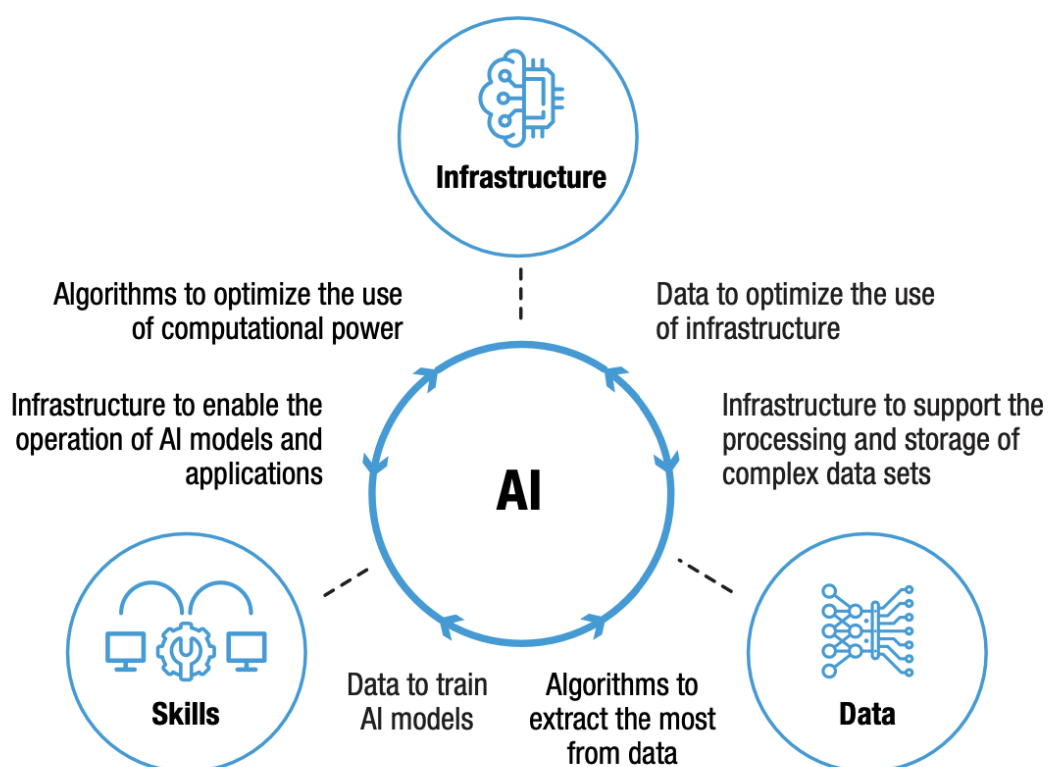 Infrastructure
Algorithms to optimize the use
of computational power
Data to optimize the use
of infrastructure
Infrastructure to enable the
operation of AI models and
applications
Infrastructure to support the
processing and storage of
complex data sets
AI
Skills
Data to train
AI models
Algorithms to
extract the most
from data
Data